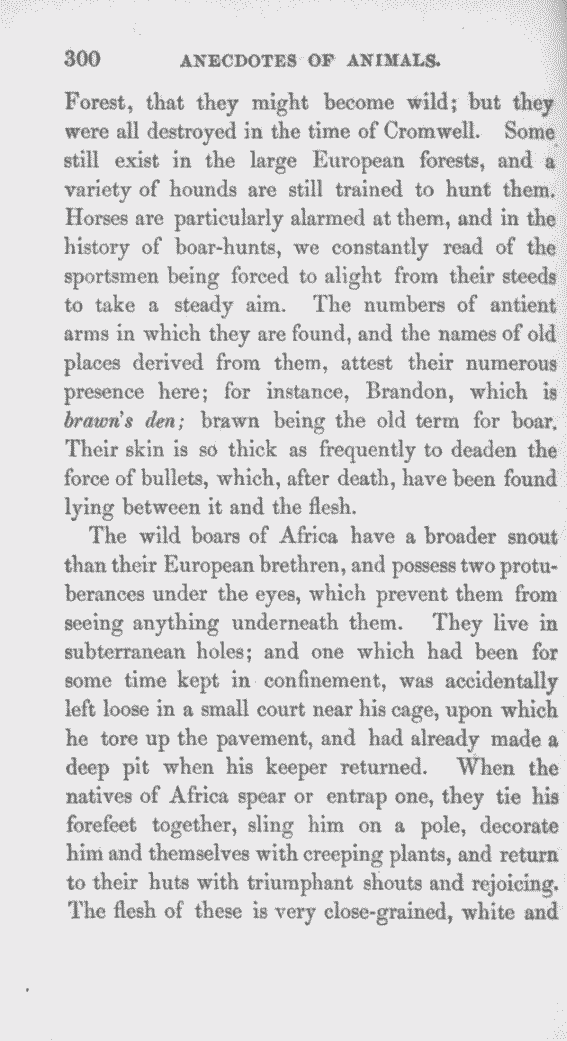 300 ANECDOTES OF ANIMALS.
Forest, that they might become wild; but they
were all destroyed in the time of Cromwell. Some
still exist in the large European forests, and a
variety of hounds are still trained to hunt them.
Horses are particularly alarmed at them, and in the
history of boar-hunts, we constantly read of the
sportsmen being forced to alight from their steeds
to take a steady aim. The numbers of antient
arms in which they are found, and the names of old
places derived from them, attest their numerous
presence here; for instance, Brandon, which is
brawn's den; brawn being the old term for boar.
Their skin is so thick as frequently to deaden the
force of bullets, which, after death, have been found
lying between it and the flesh.
The wild boars of Africa have a broader snout
than their European brethren, and possess two protu-
berances under the eyes, which prevent them from
seeing anything underneath them. They live in
subterranean holes; and one which had been for
some time kept in confinement, was accidentally
left loose in a small court near his cage, upon which
he tore up the pavement, and had already made a
deep pit when his keeper returned. When the
natives of Africa spear or entrap one, they tie his
forefeet together, sling him on a pole, decorate
him and themselves with creeping plants, and return
to their huts with triumphant shouts and rejoicing.
The flesh of these is very close-grained, white and